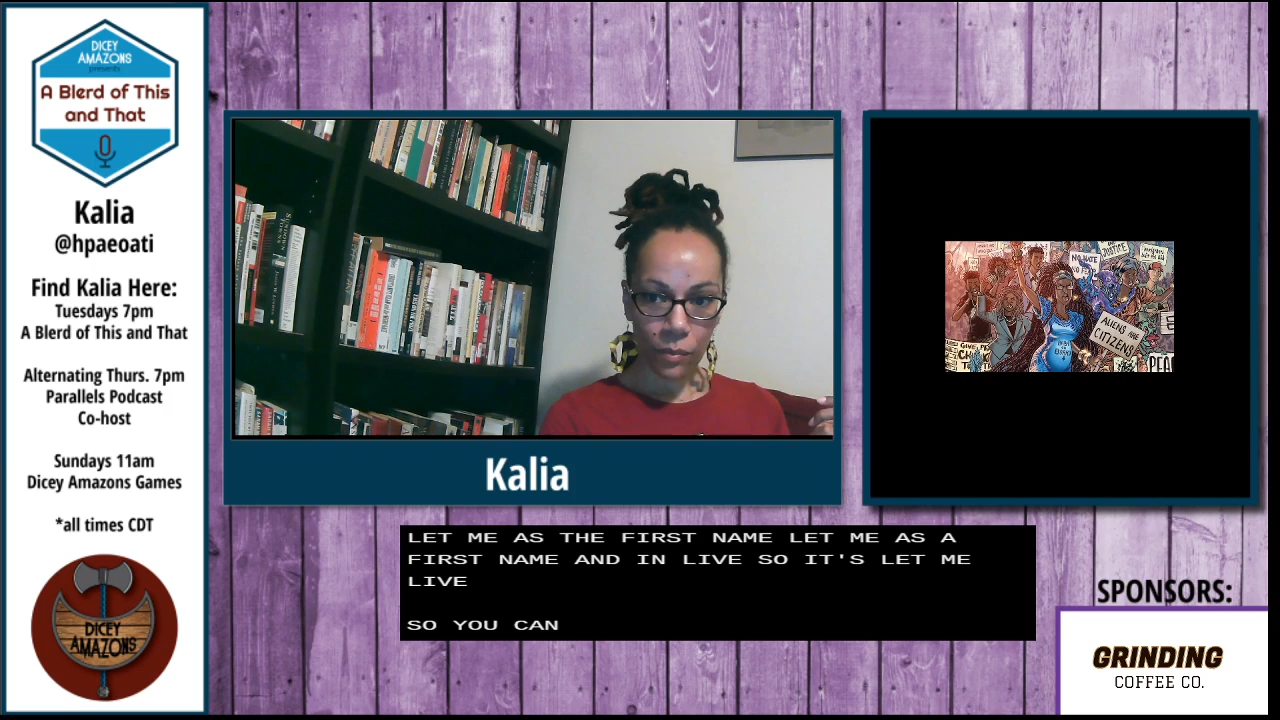 DICEY
AMAZONS
presents
A Blerd of This
and That
Kalia
@hpaeoati
Find Kalia Here:
Tuesdays 7pm
A Blerd of This and That
Alternating Thurs. 7pm
Parallels Podcast
Co-host
Sundays 11am
Dicey Amazons Games
*all times CDT
DICEY
AMAZONS
Kalia
JUSTICE
NO HATE
ALIENS ARE
CITIZENS
LET ME AS THE FIRST NAME LET ME AS A
FIRST NAME AND IN LIVE SO IT'S LET ME
LIVE
SO YOU CAN
SPONSORS:
GRINDING
COFFEE CO.